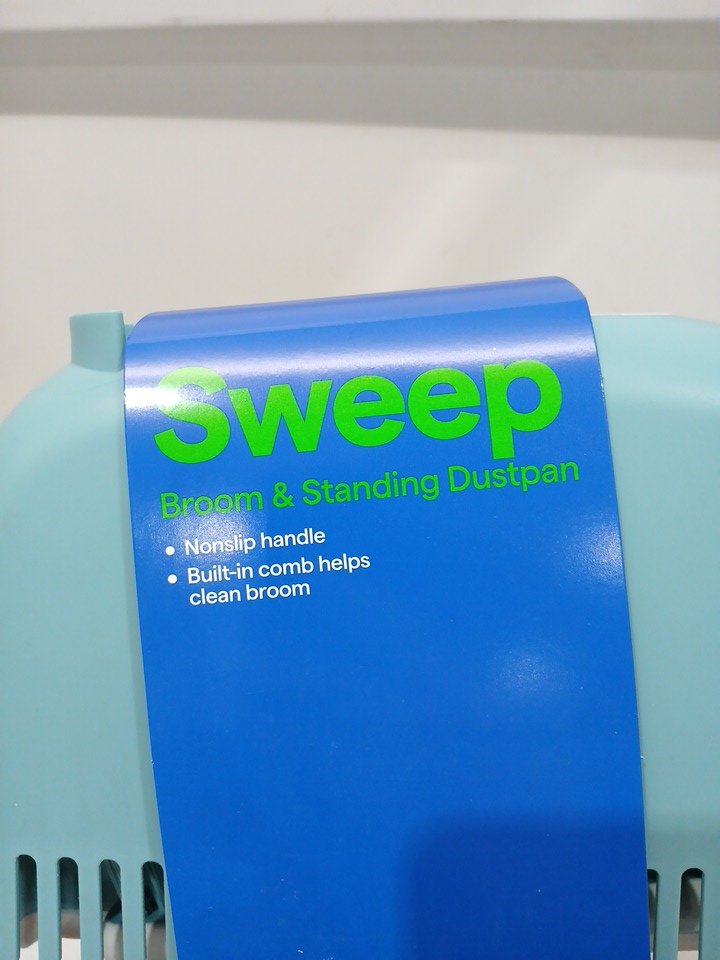 Sweep
Broom & Standing Dustpan
• Nonslip handle
• Built-in comb helps
clean broom